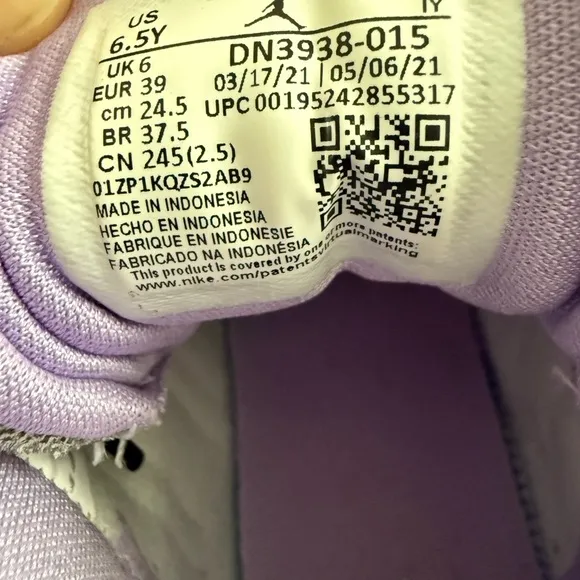 US IY
6.5Y DN3938-015
UK 6 03/17/21 | 05/06/21
EUR 39 UPC 00195242855317
cm 24.5
BR 37.5
CN 245(2.5)
01ZP1KQZS2AB9
MADE IN INDONESIA
HECHO EN INDONESIA
FABRIQUE EN INDONESIE
FABRICADO NA INDONÉSIA
This product is covered by one or more patents:
www.nike.com/patentsvirtualmarking